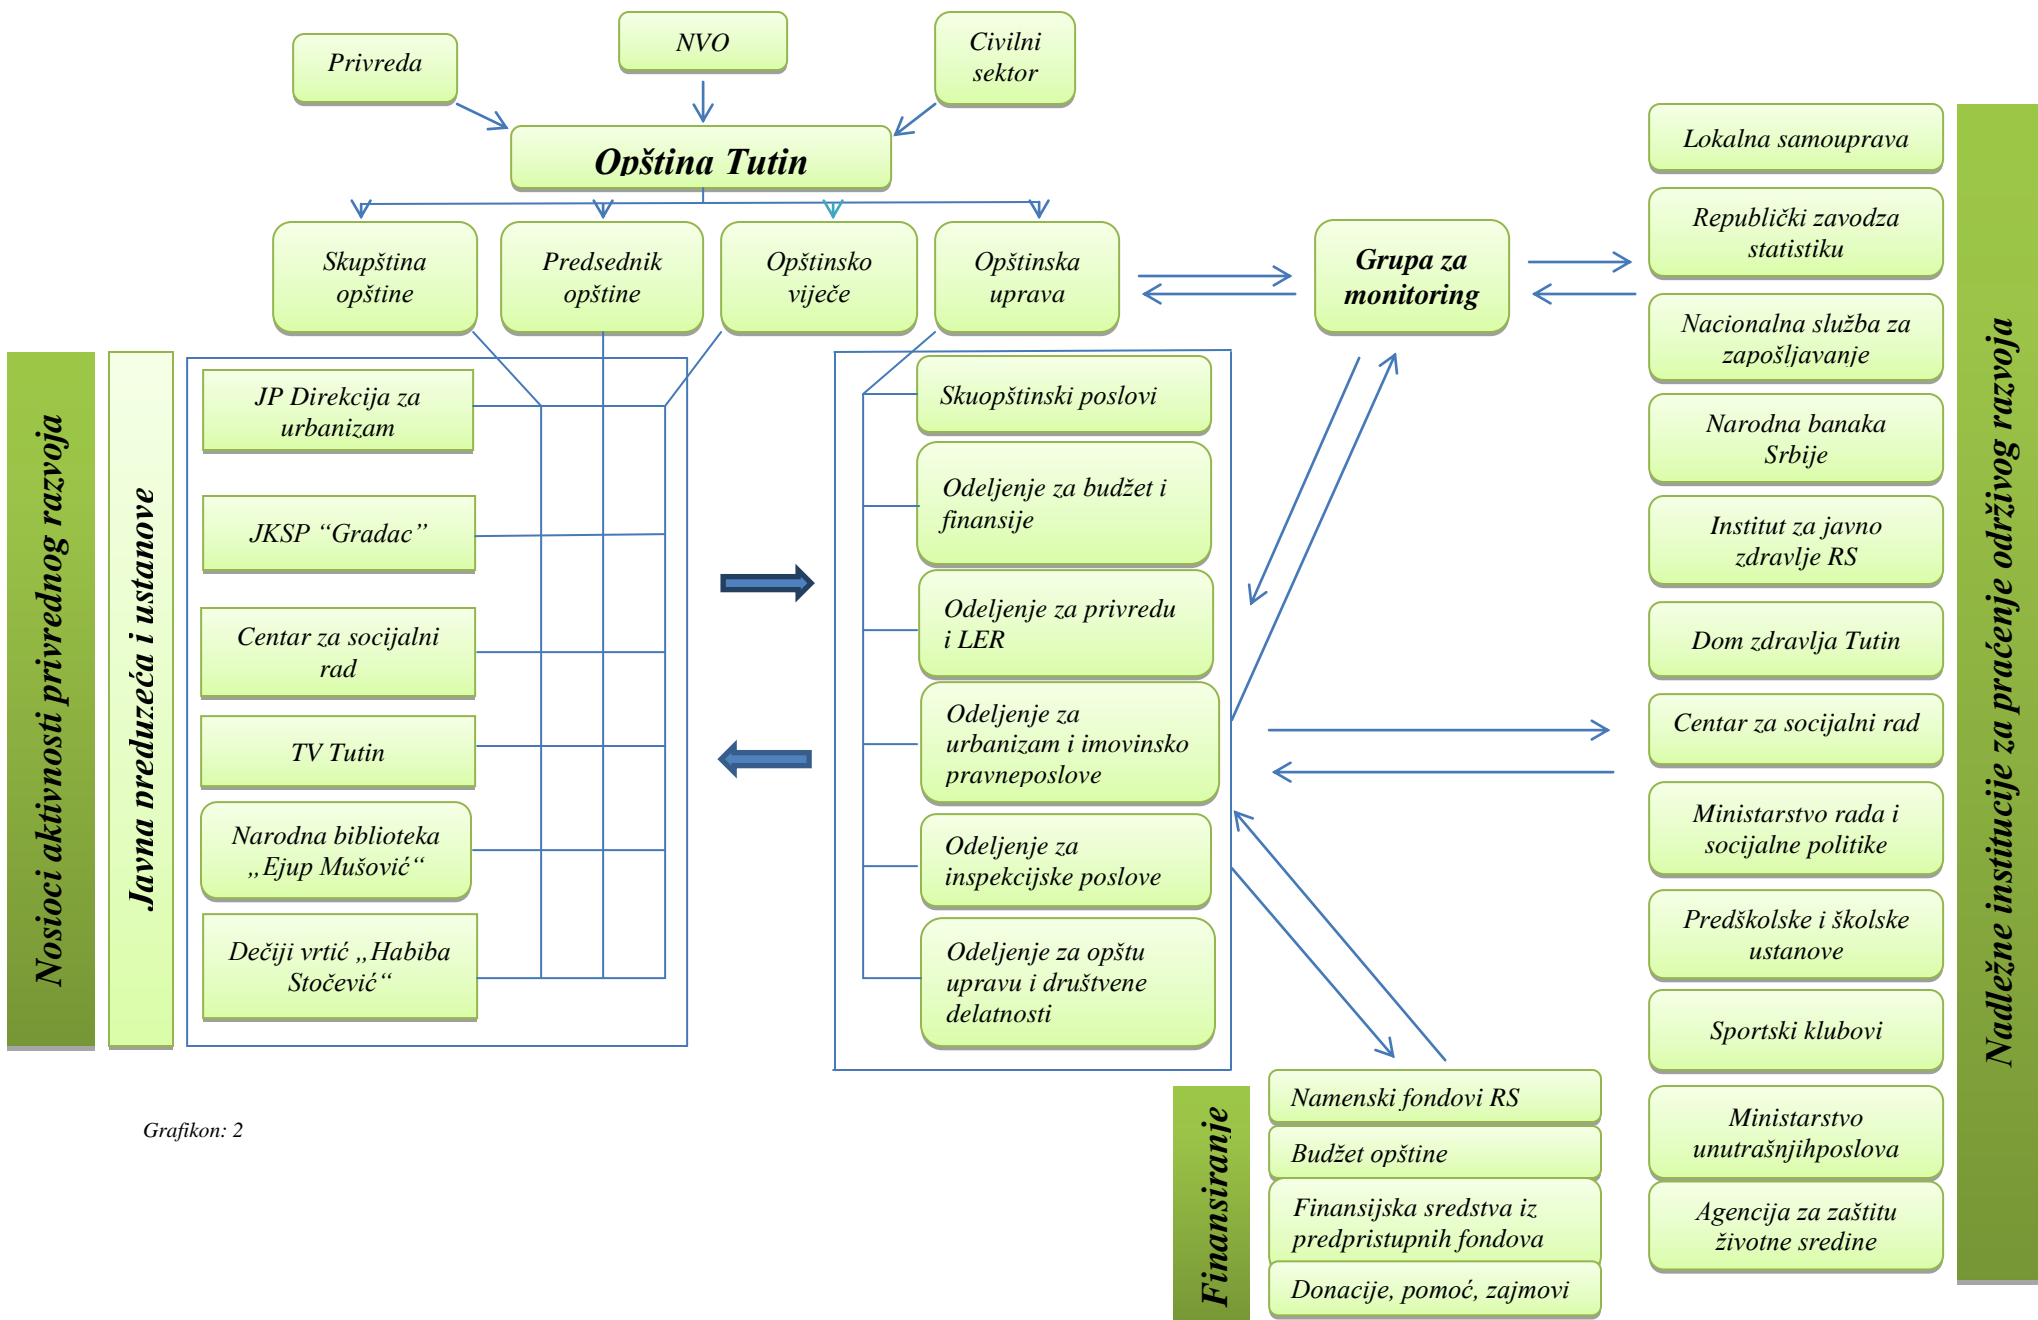 Privreda
NVO
Civilni
sektor
Opština Tutin
Skupština
opštine
Predsednik
opštine
Opštinsko
viječe
Opštinska
uprava
Grupa za
monitoring
Nosioci aktivnosti privrednog razvoja
Javna preduzeća i ustanove
JP Direkcija za
urbanizam
JKSP “Gradac”
Centar za socijalni
rad
TV Tutin
Narodna biblioteka
„Ejup Mušović“
Dečiji vrtić „Habiba
Stočević“
Skuopštinski poslovi
Odeljenje za budžet i
finansije
Odeljenje za privredu
i LER
Odeljenje za
urbanizam i imovinsko
pravneposlove
Odeljenje za
inspekcijske poslove
Odeljenje za opštu
upravu i društvene
delatnosti
Lokalna samouprava
Republički zavodza
statistiku
Nacionalna služba za
zapošljavanje
Narodna banaka
Srbije
Institut za javno
zdravlje RS
Dom zdravlja Tutin
Centar za socijalni rad
Ministarstvo rada i
socijalne politike
Predškolske i školske
ustanove
Sportski klubovi
Ministarstvo
unutrašnjihposlova
Agencija za zaštitu
životne sredine
Nadležne institucije za praćenje održivog razvoja
Finansiranje
Namenski fondovi RS
Budžet opštine
Finansijska sredstva iz
predpristupnih fondova
Donacije, pomoć, zajmovi
Grafikon: 2